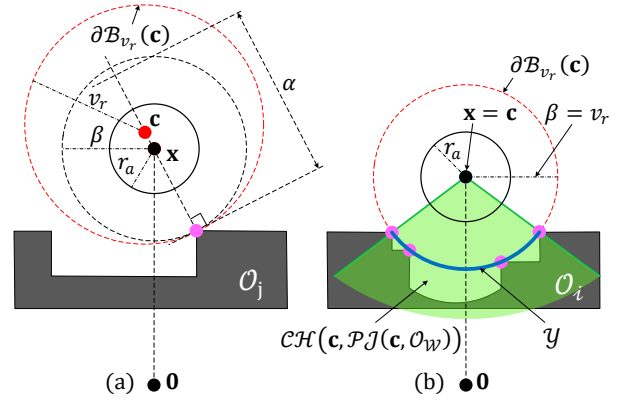 ∂ℬ_{v_r}(𝐜)
v_r
𝐜
α
β
𝐱
r_a
𝒪_j
(a)
𝟎
∂ℬ_{v_r}(𝐜)
𝐱 = 𝐜
β = v_r
r_a
𝒪_i
𝒞ℋ(𝐜, 𝒫𝒥(𝐜, 𝒪_𝒲))
𝒴
(b)
𝟎